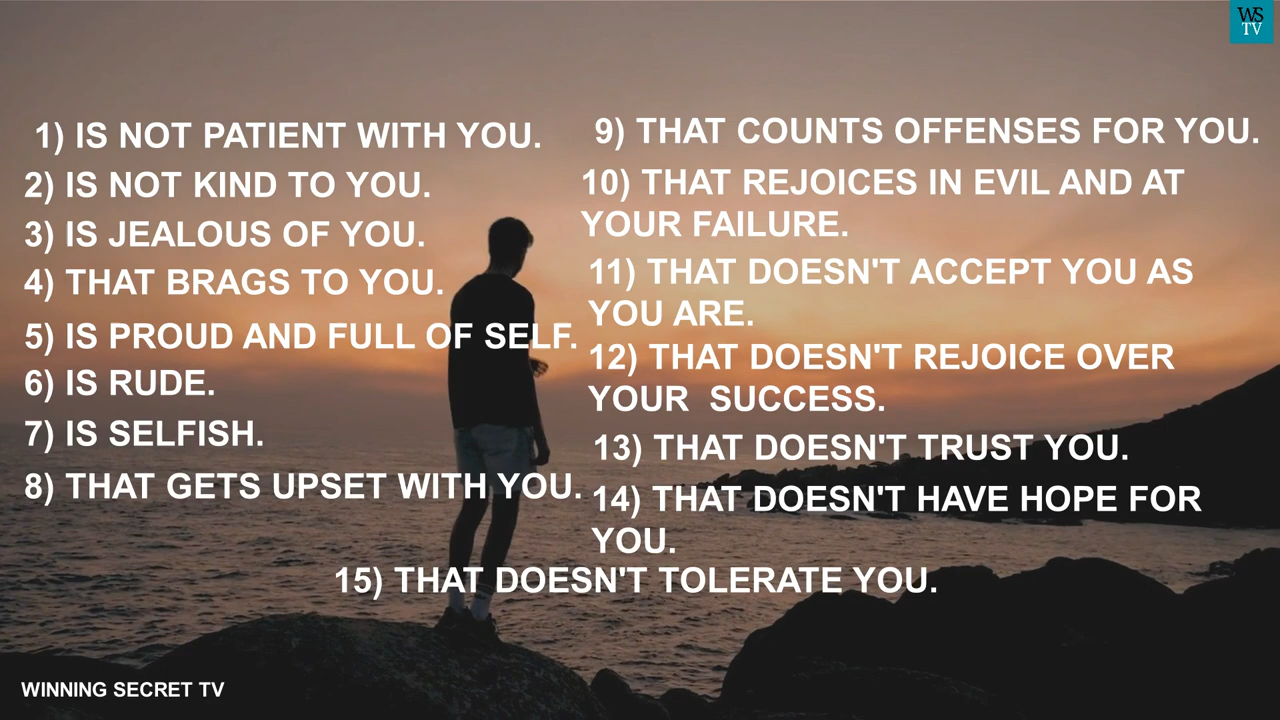 WS
TV
1) IS NOT PATIENT WITH YOU.
2) IS NOT KIND TO YOU.
3) IS JEALOUS OF YOU.
4) THAT BRAGS TO YOU.
5) IS PROUD AND FULL OF SELF.
6) IS RUDE.
7) IS SELFISH.
8) THAT GETS UPSET WITH YOU.
9) THAT COUNTS OFFENSES FOR YOU.
10) THAT REJOICES IN EVIL AND AT
YOUR FAILURE.
11) THAT DOESN'T ACCEPT YOU AS
YOU ARE.
12) THAT DOESN'T REJOICE OVER
YOUR  SUCCESS.
13) THAT DOESN'T TRUST YOU.
14) THAT DOESN'T HAVE HOPE FOR
YOU.
15) THAT DOESN'T TOLERATE YOU.
WINNING SECRET TV